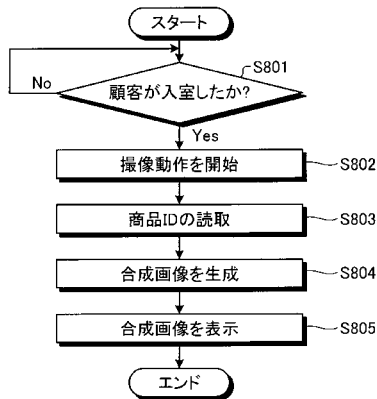 スタート
S801
No
顧客が入室したか?
Yes
撮像動作を開始
S802
商品IDの読取
S803
合成画像を生成
S804
合成画像を表示
S805
エンド